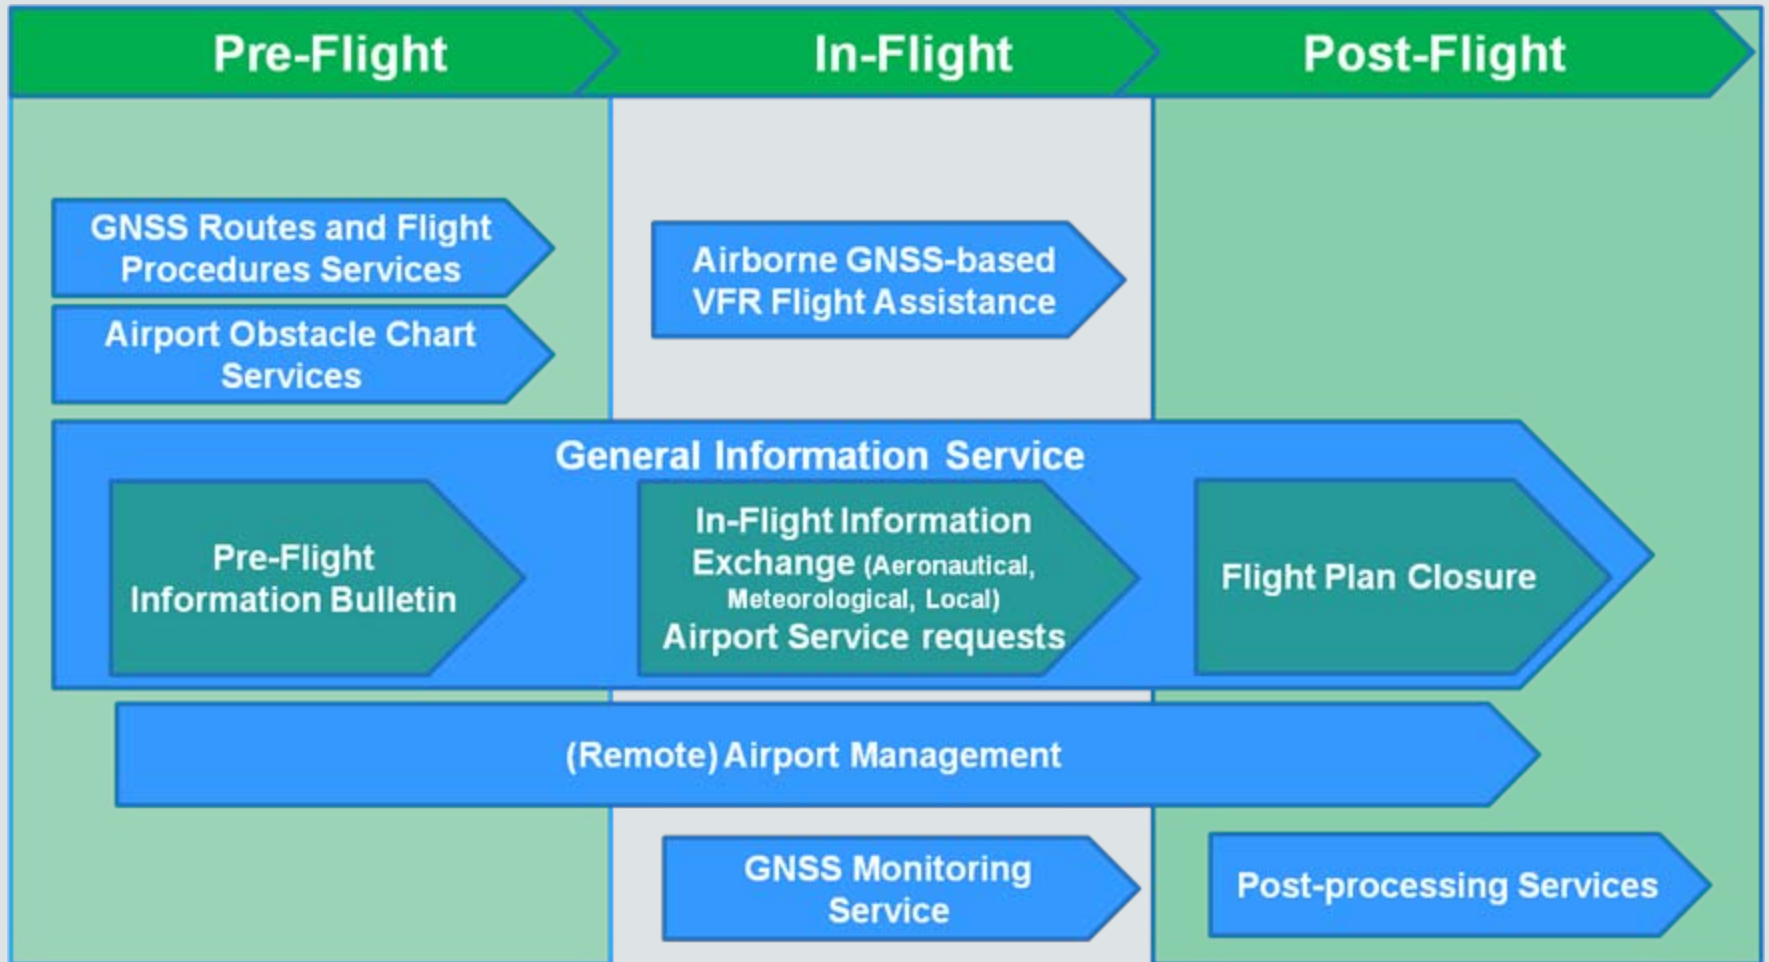 Pre-Flight
In-Flight
Post-Flight
GNSS Routes and Flight
Procedures Services
Airport Obstacle Chart
Services
Airborne GNSS-based
VFR Flight Assistance
General Information Service
Pre-Flight
Information Bulletin
In-Flight Information
Exchange (Aeronautical,
Meteorological, Local)
Airport Service requests
Flight Plan Closure
(Remote) Airport Management
GNSS Monitoring
Service
Post-processing Services